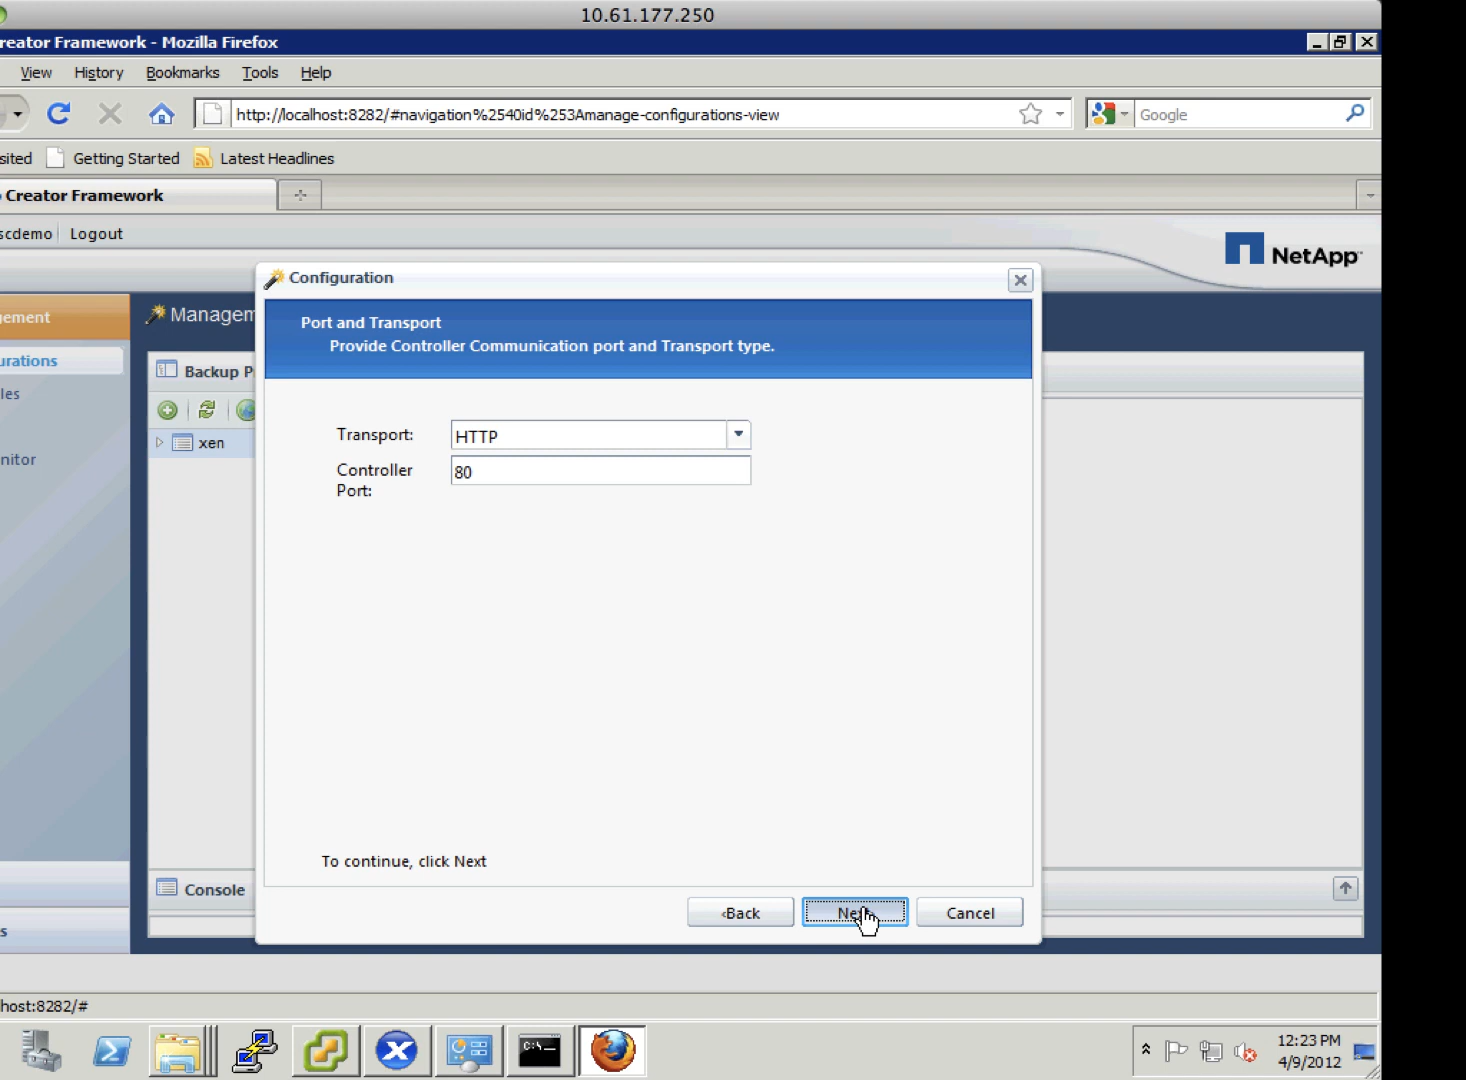 10.61.177.250
reator Framework - Mozilla Firefox
View History Bookmarks Tools Help
http://localhost:8282/#navigation%2540id%253Amanage-configurations-view
Google
sited Getting Started Latest Headlines
Creator Framework
scdemo Logout
NetApp
Configuration
ement
Managem
Port and Transport
Provide Controller Communication port and Transport type.
urations
Backup P
les
Transport: HTTP
xen
nitor
Controller Port: 80
To continue, click Next
Console
‹Back Next Cancel
s
host:8282/#
C:\
12:23 PM
4/9/2012